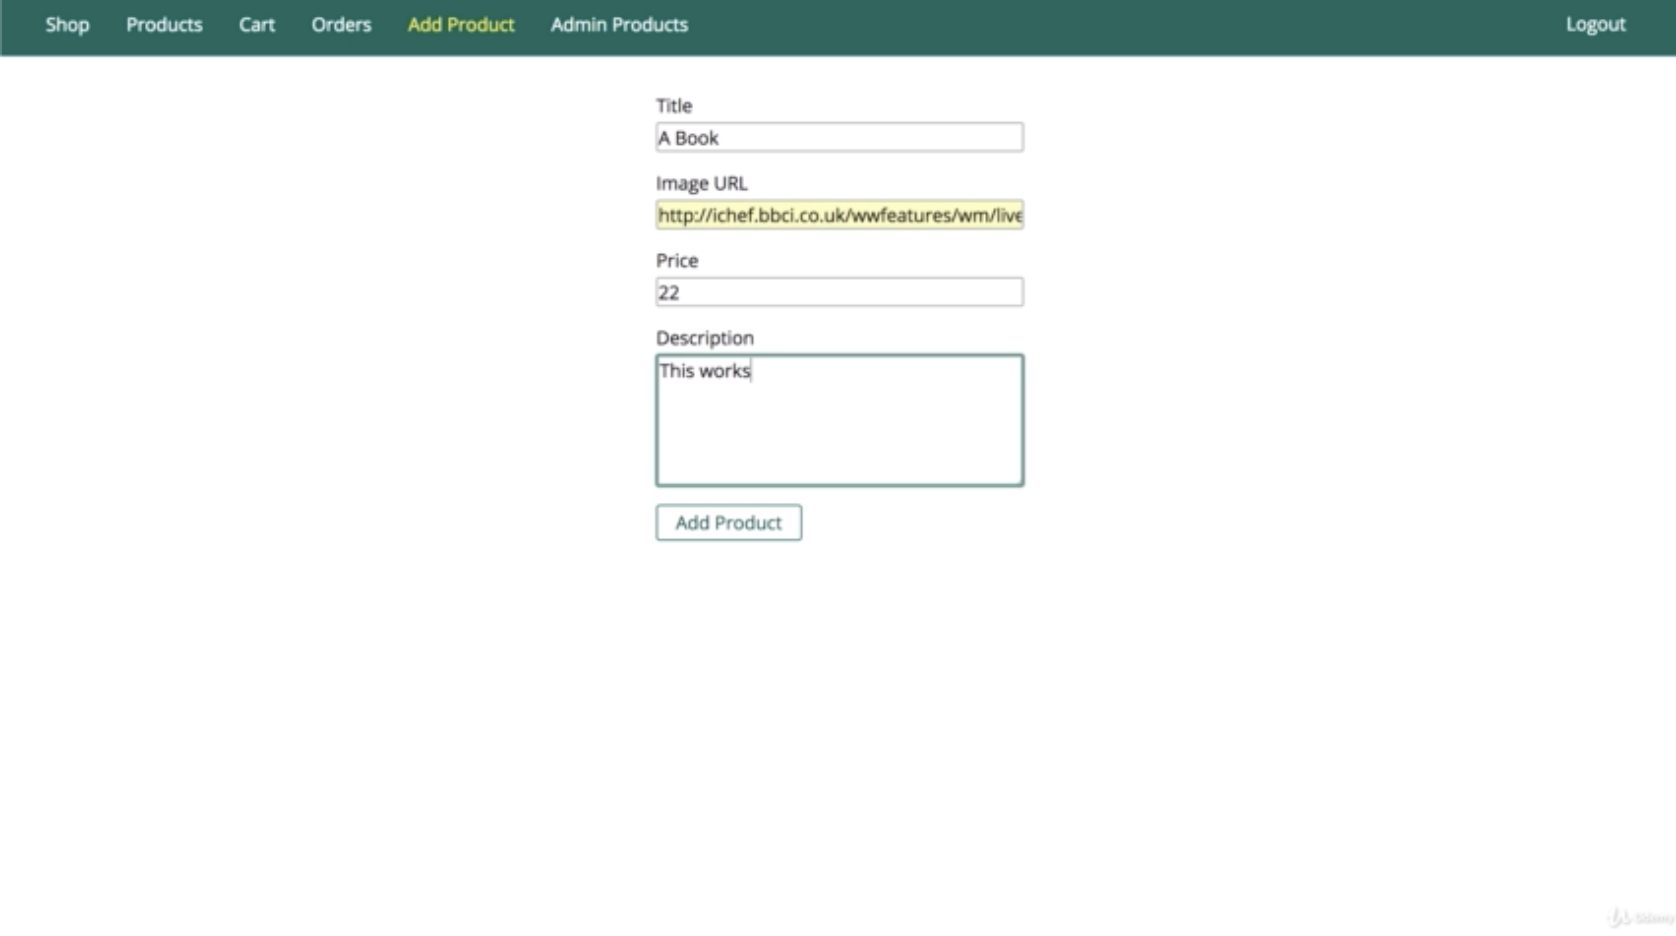 Shop Products Cart Orders Add Product Admin Products Logout
Title
A Book
Image URL
http://ichef.bbci.co.uk/wwfeatures/wm/live
Price
22
Description
This works
Add Product
Udemy